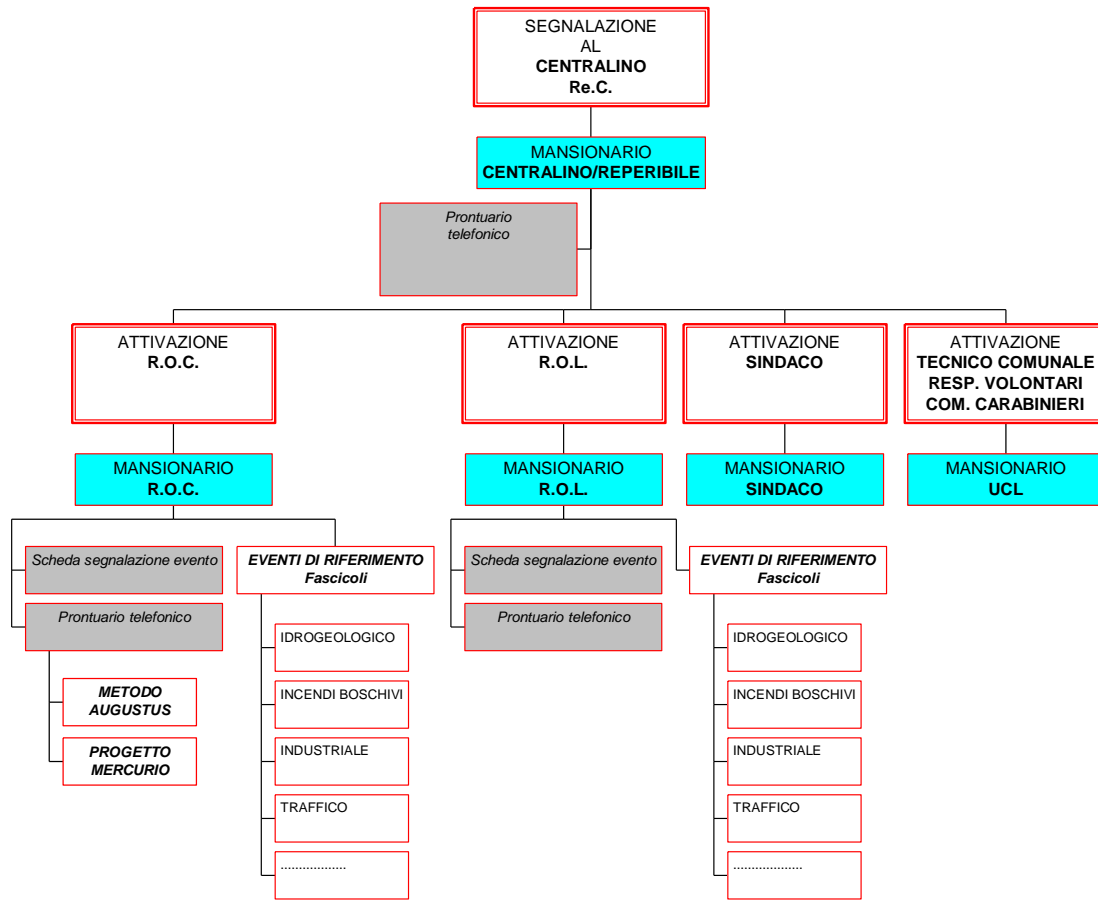 SEGNALAZIONE
AL
CENTRALINO
Re.C.
MANSIONARIO
CENTRALINO/REPERIBILE
Prontuario
telefonico
ATTIVAZIONE
R.O.C.
ATTIVAZIONE
R.O.L.
ATTIVAZIONE
SINDACO
ATTIVAZIONE
TECNICO COMUNALE
RESP. VOLONTARI
COM. CARABINIERI
MANSIONARIO
R.O.C.
MANSIONARIO
R.O.L.
MANSIONARIO
SINDACO
MANSIONARIO
UCL
Scheda segnalazione evento
Prontuario telefonico
METODO
AUGUSTUS
PROGETTO
MERCURIO
EVENTI DI RIFERIMENTO
Fascicoli
IDROGEOLOGICO
INCENDI BOSCHIVI
INDUSTRIALE
TRAFFICO
..................
Scheda segnalazione evento
Prontuario telefonico
EVENTI DI RIFERIMENTO
Fascicoli
IDROGEOLOGICO
INCENDI BOSCHIVI
INDUSTRIALE
TRAFFICO
..................